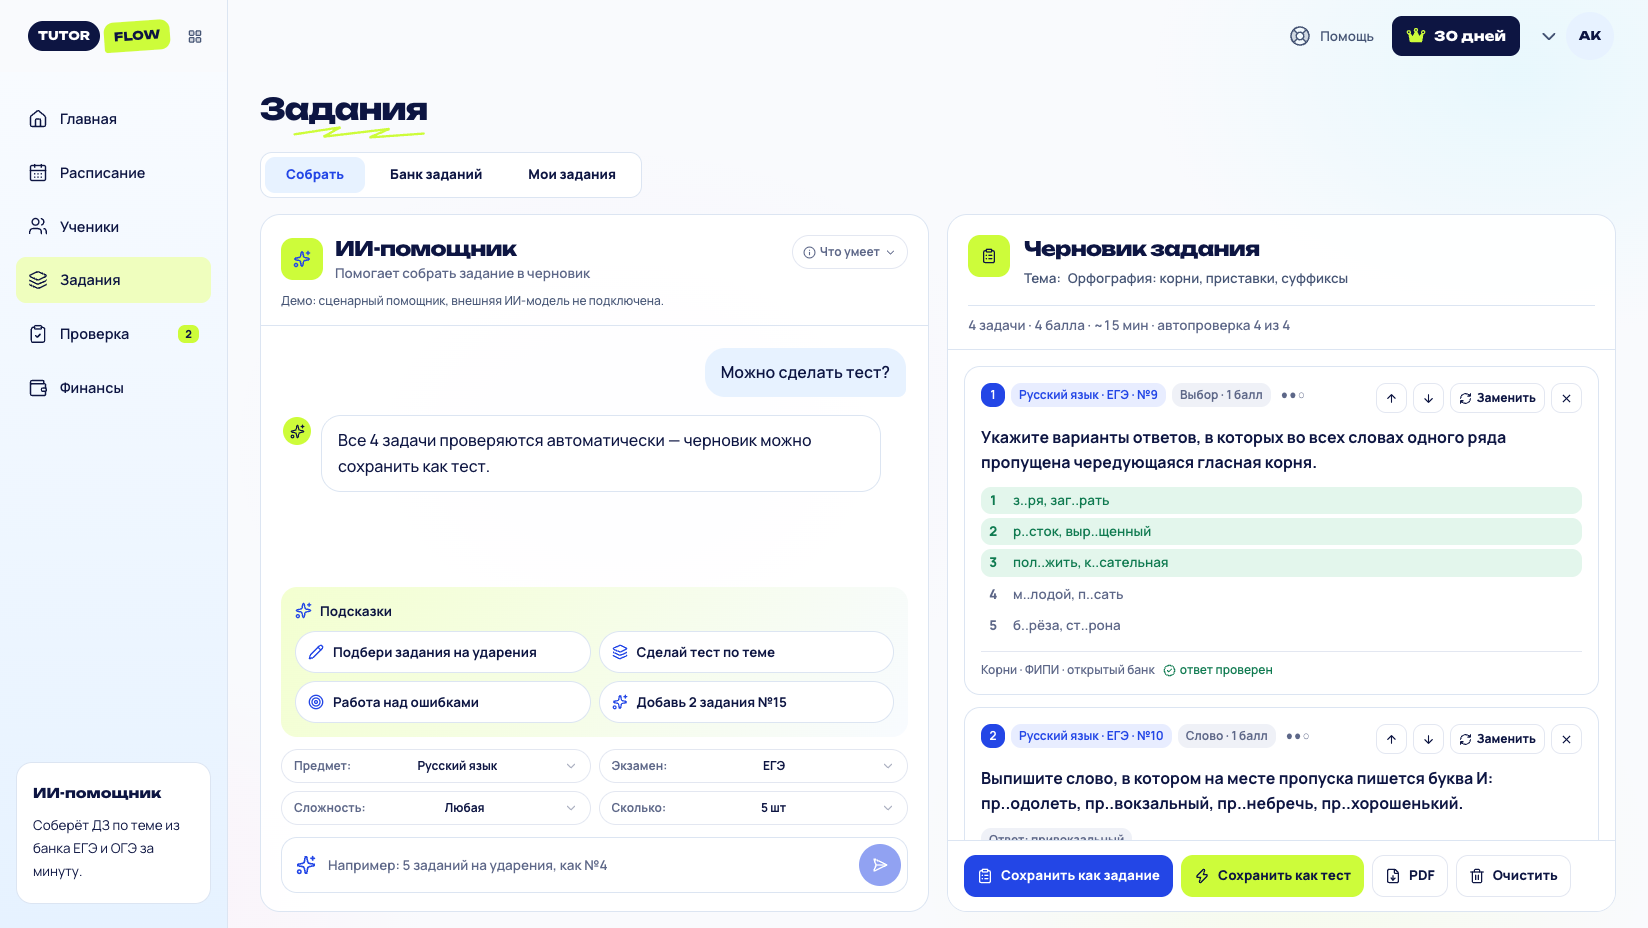 TUTOR FLOW
Помощь
30 дней
АК
Главная
Расписание
Ученики
Задания
Проверка 2
Финансы
ИИ-помощник
Соберёт ДЗ по теме из
банка ЕГЭ и ОГЭ за
минуту.
Задания
Собрать Банк заданий Мои задания
ИИ-помощник
Помогает собрать задание в черновик
Что умеет
Демо: сценарный помощник, внешняя ИИ-модель не подключена.
Можно сделать тест?
Все 4 задачи проверяются автоматически — черновик можно
сохранить как тест.
Подсказки
Подбери задания на ударения
Сделай тест по теме
Работа над ошибками
Добавь 2 задания №15
Предмет: Русский язык
Экзамен: ЕГЭ
Сложность: Любая
Сколько: 5 шт
Например: 5 заданий на ударения, как №4
Черновик задания
Тема: Орфография: корни, приставки, суффиксы
4 задачи · 4 балла · ~15 мин · автопроверка 4 из 4
1 Русский язык · ЕГЭ · №9 Выбор · 1 балл
Заменить
Укажите варианты ответов, в которых во всех словах одного ряда
пропущена чередующаяся гласная корня.
1 з..ря, заг..рать
2 р..сток, выр..щенный
3 пол..жить, к..сательная
4 м..лодой, п..сать
5 б..рёза, ст..рона
Корни · ФИПИ · открытый банк ответ проверен
2 Русский язык · ЕГЭ · №10 Слово · 1 балл
Заменить
Выпишите слово, в котором на месте пропуска пишется буква И:
пр..одолеть, пр..вокзальный, пр..небречь, пр..хорошенький.
Ответ: привокзальный
Сохранить как задание
Сохранить как тест
PDF
Очистить